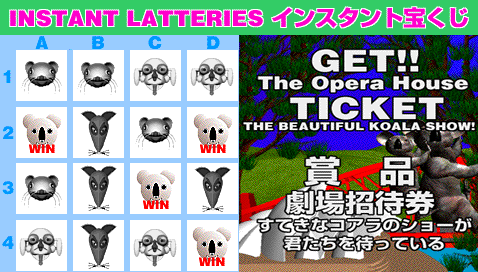 INSTANT LATTERIES インスタント宝くじ
A B C D
1
2 WIN WIN
3 WIN
4 WIN
GET!!
The Opera House
TICKET
THE BEAUTIFUL KOALA SHOW!
賞 品
劇場招待券
すてきなコアラのショーが
君たちを待っている